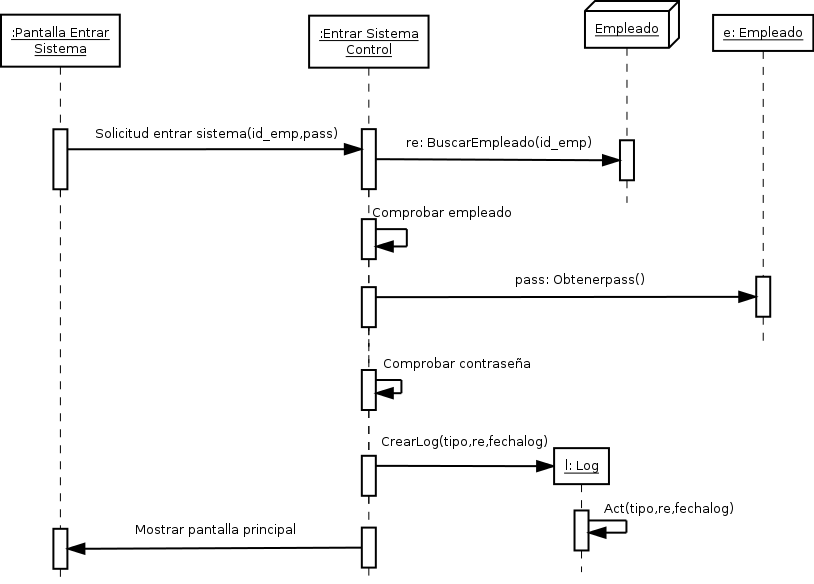 :Pantalla Entrar
Sistema
:Entrar Sistema
Control
Empleado
e: Empleado
Solicitud entrar sistema(id_emp,pass)
re: BuscarEmpleado(id_emp)
Comprobar empleado
pass: Obtenerpass()
Comprobar contraseña
CrearLog(tipo,re,fechalog)
l: Log
Act(tipo,re,fechalog)
Mostrar pantalla principal